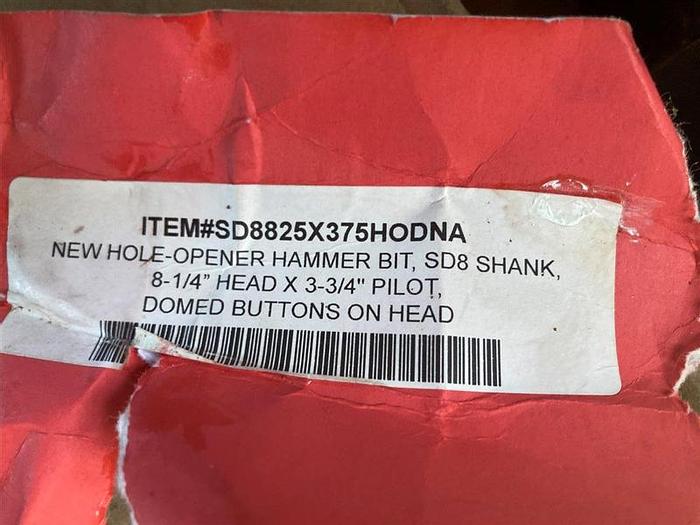 ITEM#SD8825X375HODNA
NEW HOLE-OPENER HAMMER BIT, SD8 SHANK,
8-1/4” HEAD X 3-3/4" PILOT,
DOMED BUTTONS ON HEAD